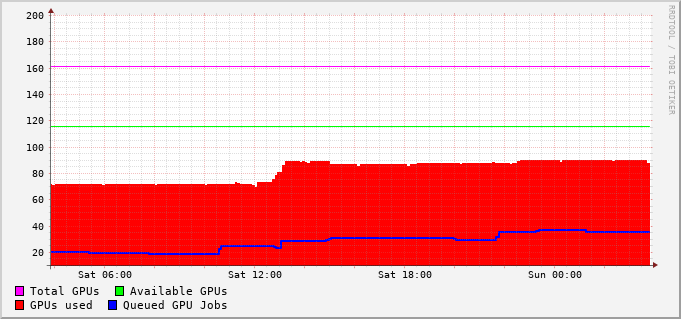 200
180
160
140
120
100
80
60
40
20
Sat 06:00 Sat 12:00 Sat 18:00 Sun 00:00
Total GPUs Available GPUs
GPUs used Queued GPU Jobs
RRDTOOL / TOBI OETIKER